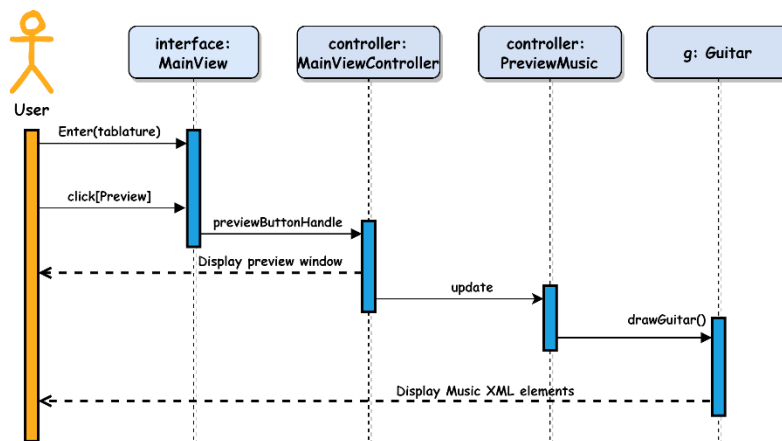 interface:
MainView
controller:
MainViewController
controller:
PreviewMusic
g: Guitar
User
Enter(tablature)
click[Preview]
previewButtonHandle
Display preview window
update
drawGuitar()
Display Music XML elements